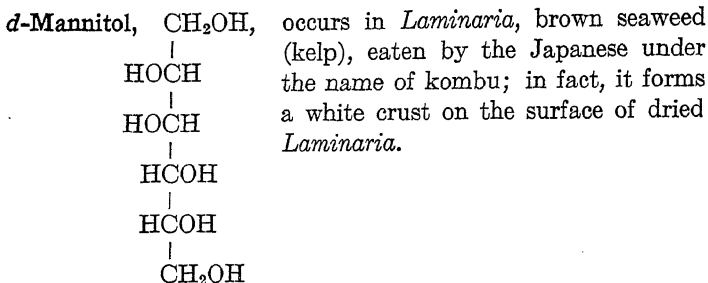 d-Mannitol, CH₂OH, occurs in Laminaria, brown seaweed
(kelp), eaten by the Japanese under
HOCH
the name of kombu; in fact, it forms
HOCH
a white crust on the surface of dried
Laminaria.
HCOH
HCOH
CH₂OH